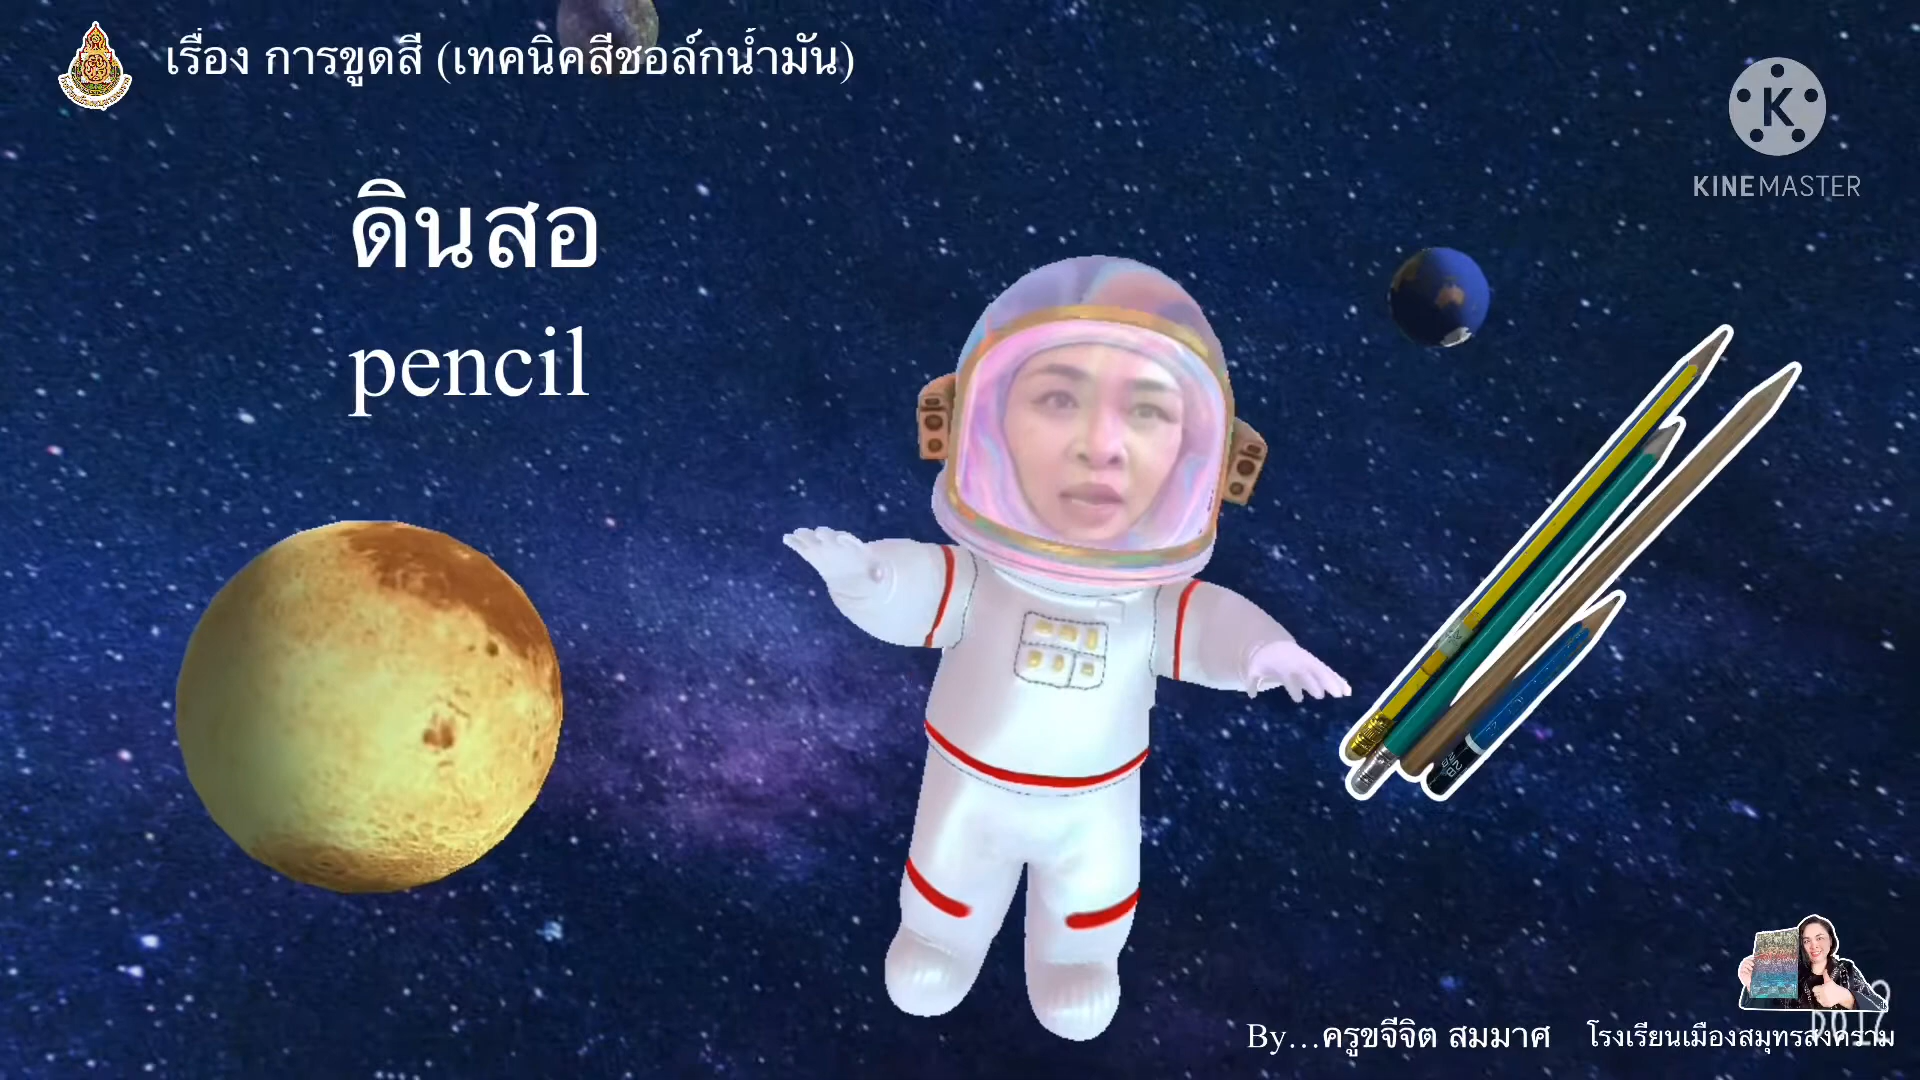 เรื่อง การขูดสี (เทคนิคสีชอล์กน้ำมัน)
KINEMASTER
ดินสอ
pencil
2B
By...ครูขจีจิต สมมาศ
โรงเรียนเมืองสมุทรสงคราม